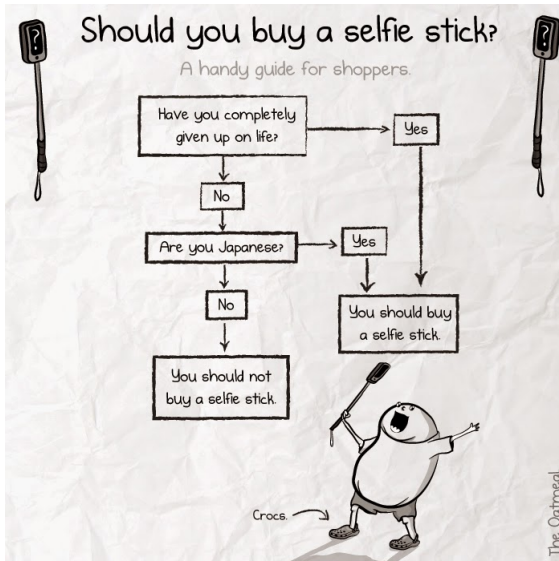 Should you buy a selfie stick?
A handy guide for shoppers.
Have you completely
given up on life?
Yes
No
Are you Japanese?
Yes
No
You should buy
a selfie stick.
You should not
buy a selfie stick.
Crocs.
The Oatmeal